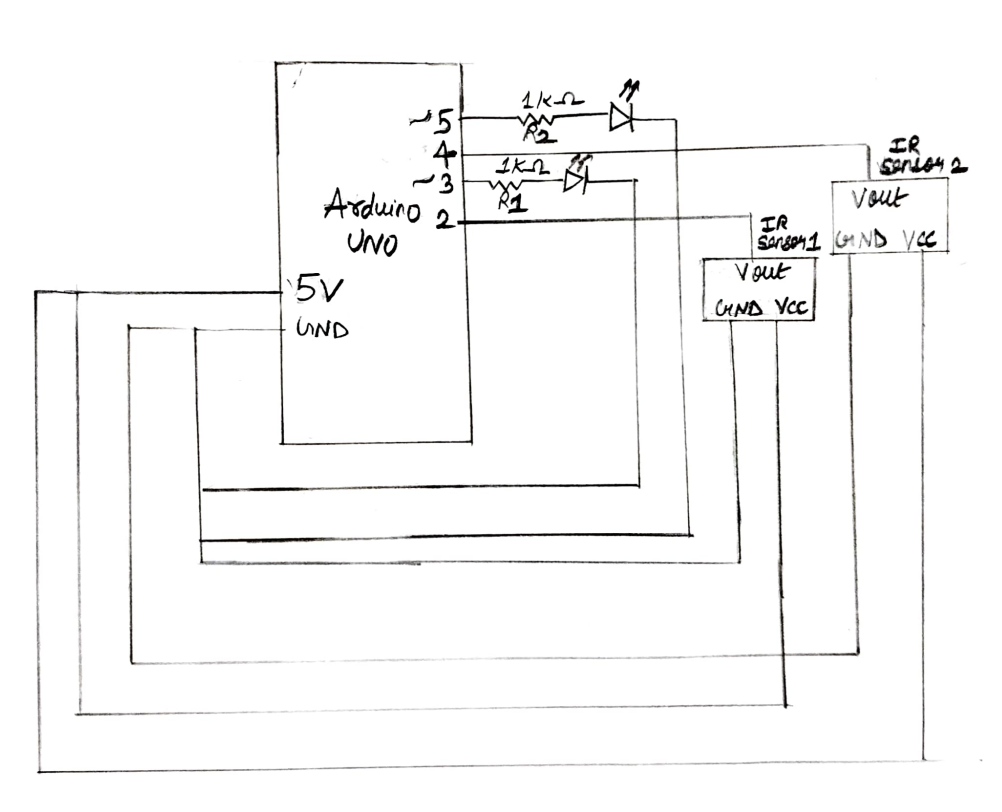 1kΩ
~5
R2
IR
sensor 2
4
1kΩ
~3
R1
Vout
Arduino
UNO
2
IR
sensor 1
GND VCC
Vout
5V
GND VCC
GND